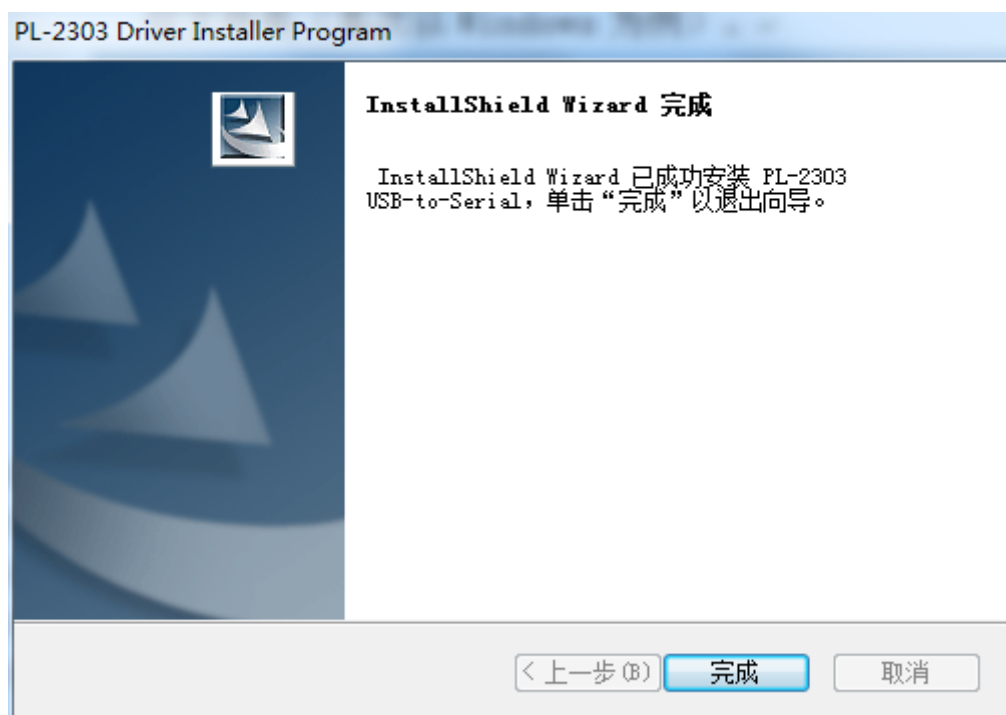 PL-2303 Driver Installer Program
InstallShield Wizard 完成
InstallShield Wizard 已成功安装 PL-2303
USB-to-Serial，单击“完成”以退出向导。
< 上一步(B)
完成
取消